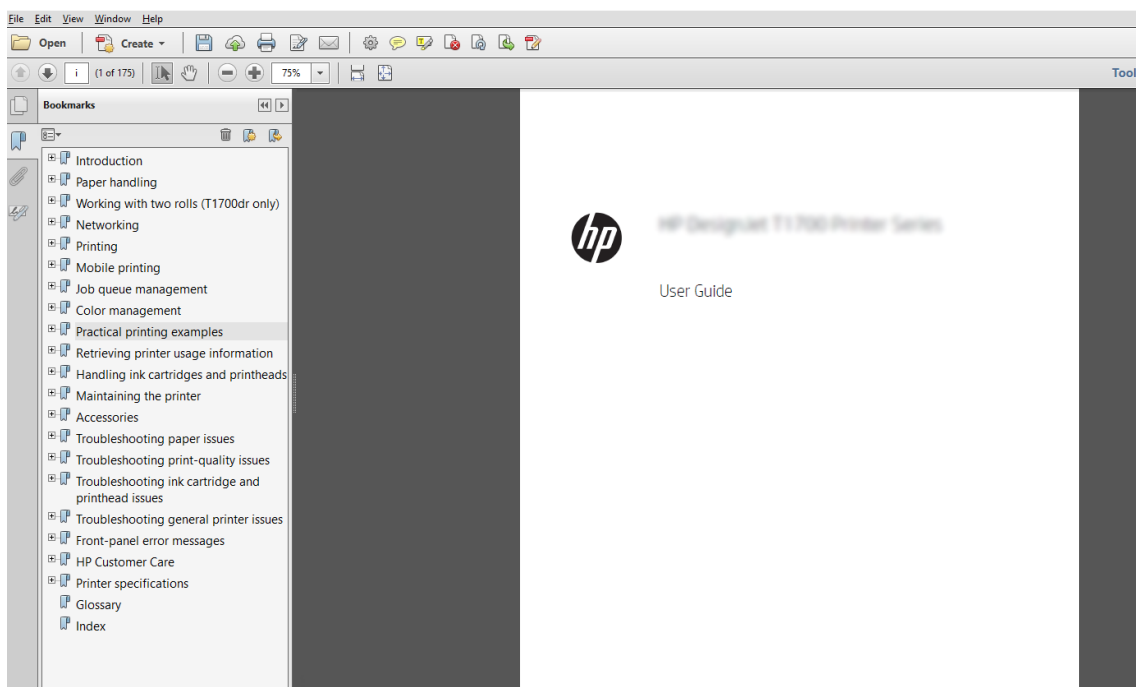 File Edit View Window Help
Open Create
i (1 of 175) 75% Tool
Bookmarks
Introduction
Paper handling
Working with two rolls (T1700dr only)
Networking
Printing
Mobile printing
Job queue management
Color management
Practical printing examples
Retrieving printer usage information
Handling ink cartridges and printheads
Maintaining the printer
Accessories
Troubleshooting paper issues
Troubleshooting print-quality issues
Troubleshooting ink cartridge and
printhead issues
Troubleshooting general printer issues
Front-panel error messages
HP Customer Care
Printer specifications
Glossary
Index
hp
User Guide